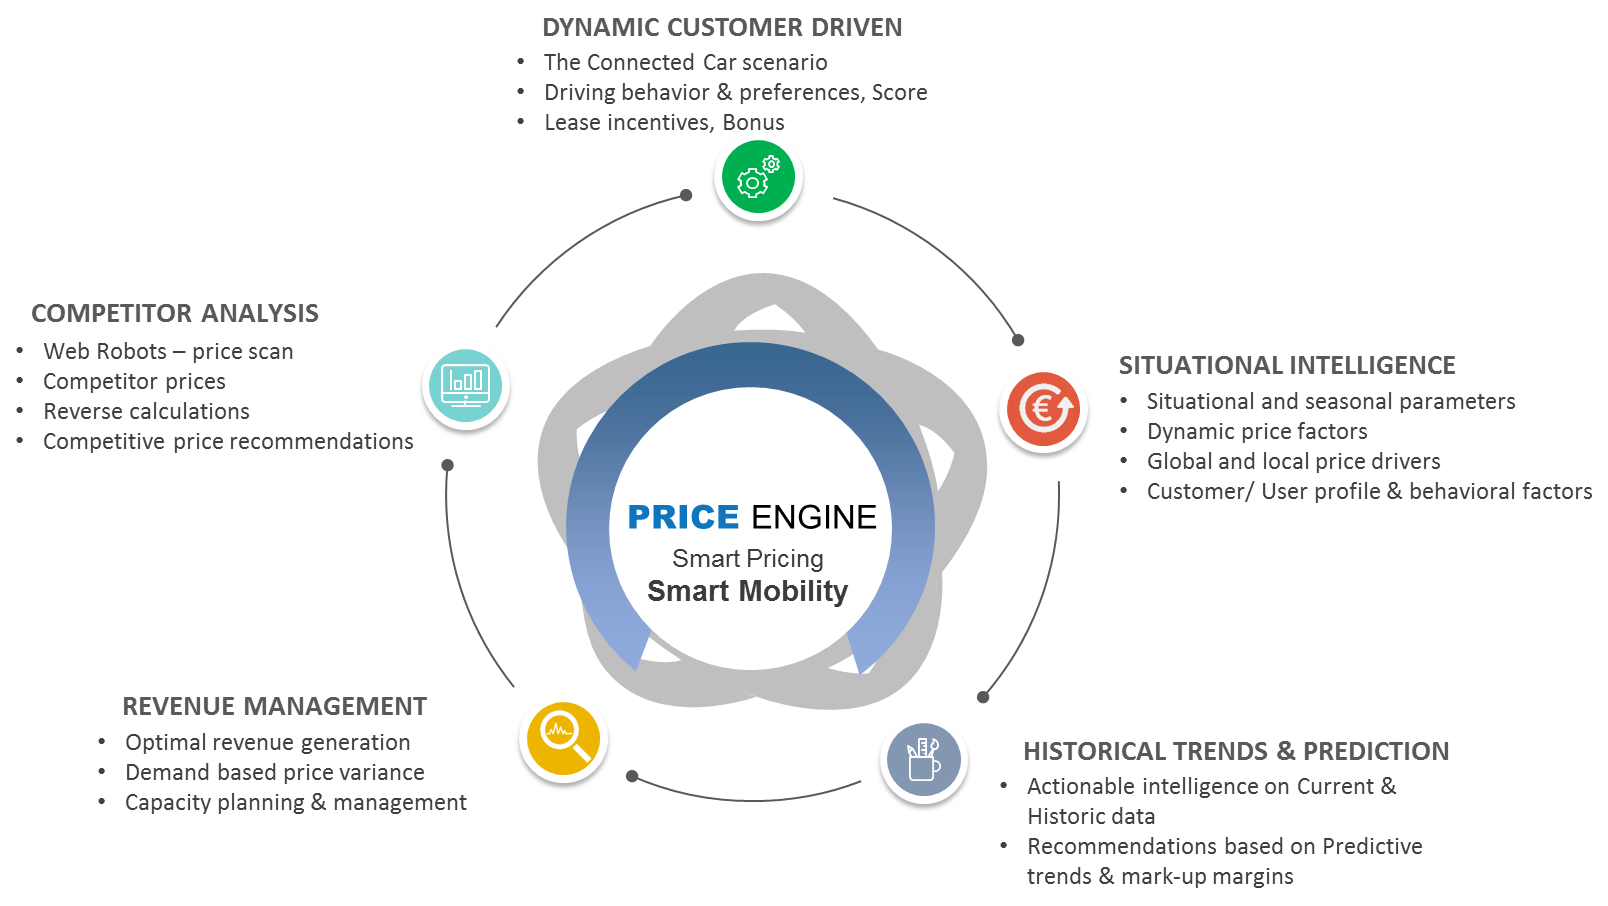 DYNAMIC CUSTOMER DRIVEN
• The Connected Car scenario
• Driving behavior & preferences, Score
• Lease incentives, Bonus
COMPETITOR ANALYSIS
• Web Robots – price scan
• Competitor prices
• Reverse calculations
• Competitive price recommendations
SITUATIONAL INTELLIGENCE
• Situational and seasonal parameters
• Dynamic price factors
• Global and local price drivers
• Customer/ User profile & behavioral factors
€
PRICE ENGINE
Smart Pricing
Smart Mobility
REVENUE MANAGEMENT
• Optimal revenue generation
• Demand based price variance
• Capacity planning & management
HISTORICAL TRENDS & PREDICTION
• Actionable intelligence on Current &
Historic data
• Recommendations based on Predictive
trends & mark-up margins